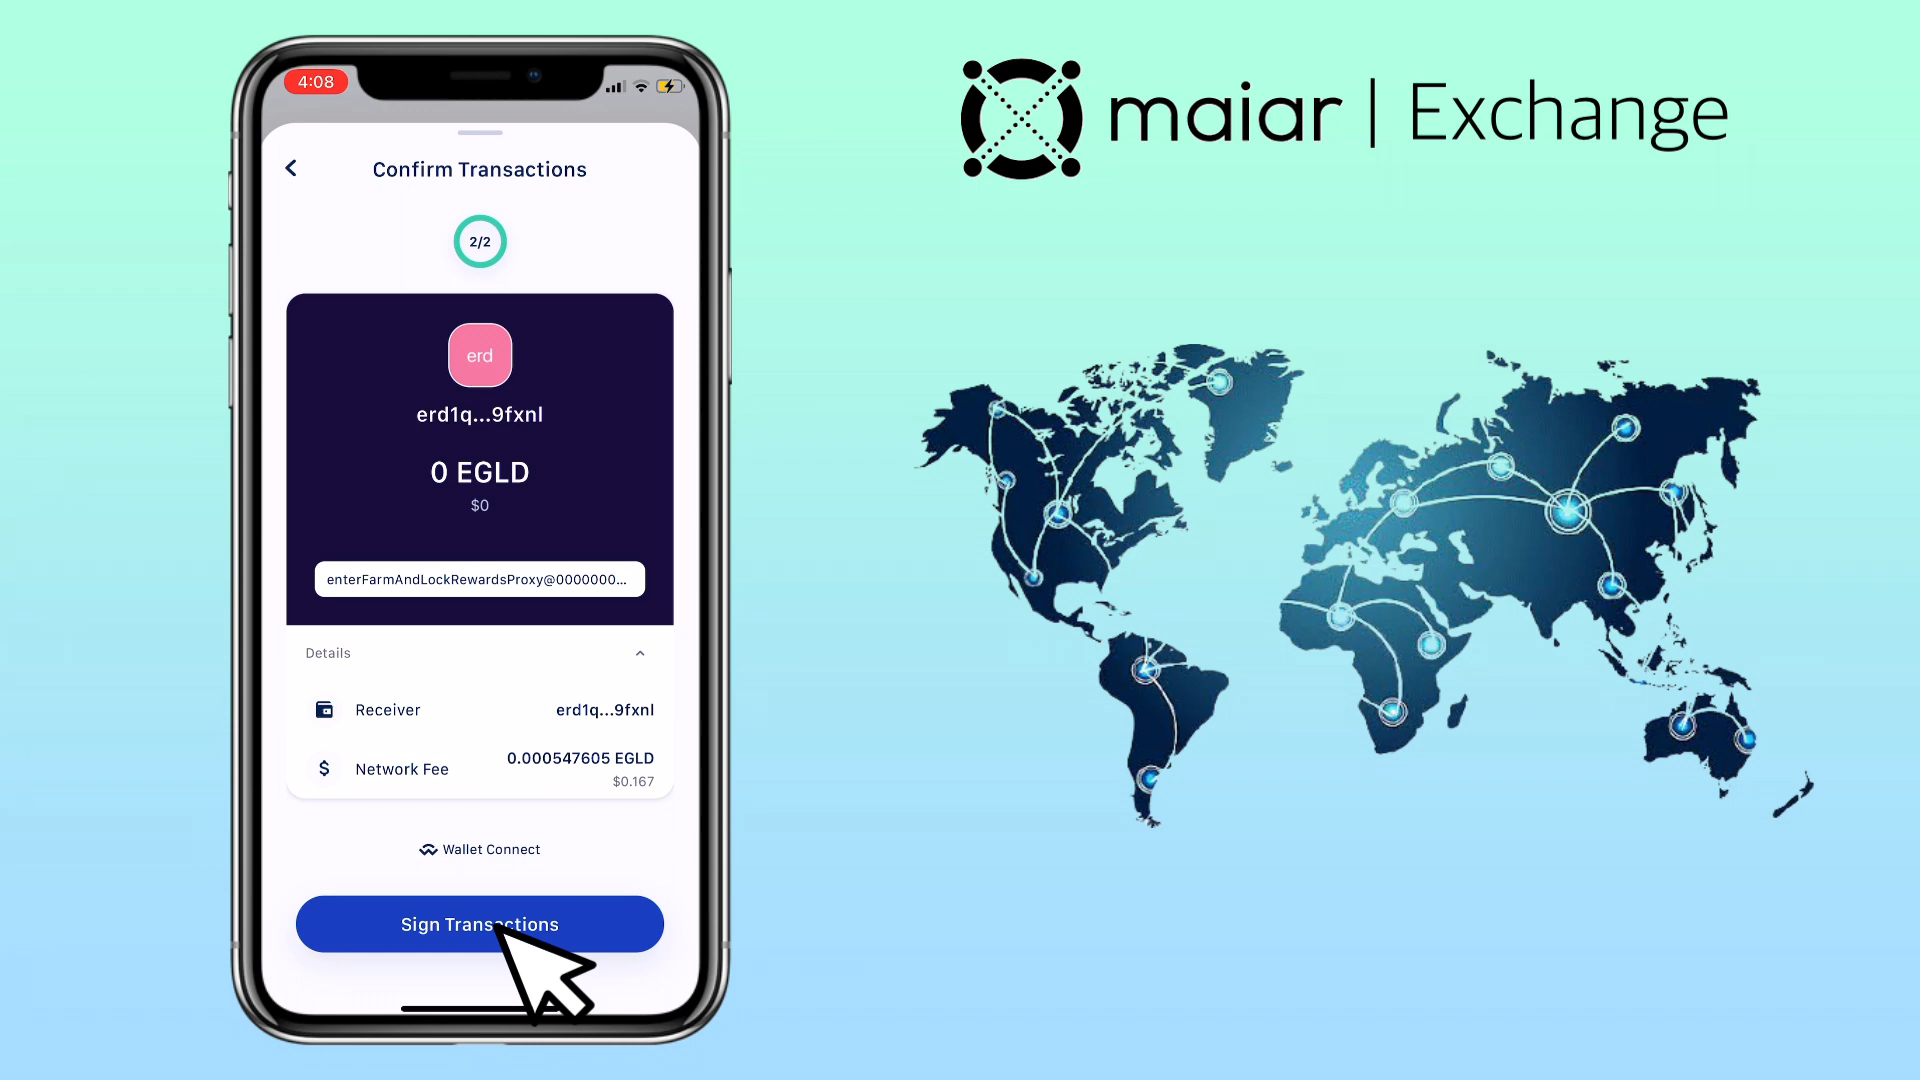 4:08
Confirm Transactions
2/2
erd
erd1q...9fxnl
0 EGLD
$0
enterFarmAndLockRewardsProxy@0000000...
Details
Receiver erd1q...9fxnl
Network Fee 0.000547605 EGLD
$0.167
Wallet Connect
Sign Transactions
maiar | Exchange